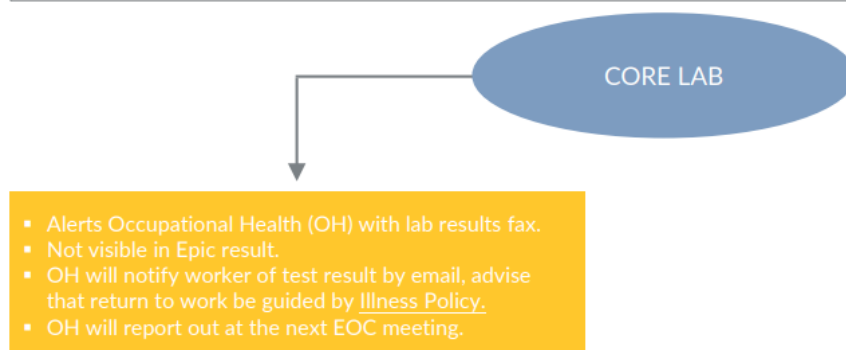 CORE LAB
▪ Alerts Occupational Health (OH) with lab results fax.
▪ Not visible in Epic result.
▪ OH will notify worker of test result by email, advise
that return to work be guided by Illness Policy.
▪ OH will report out at the next EOC meeting.